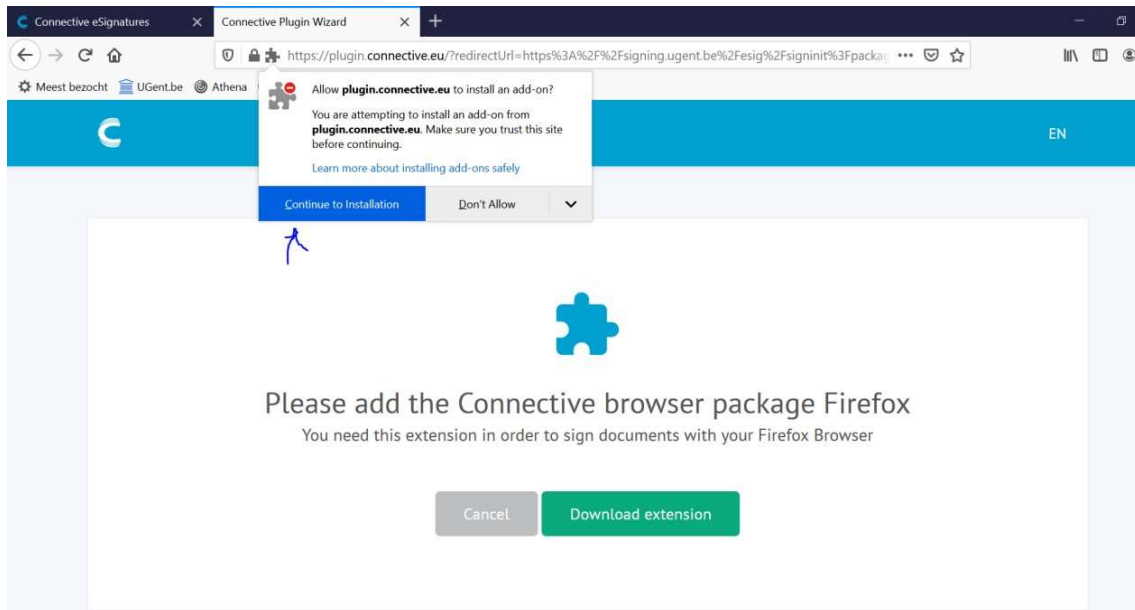 Connective eSignatures
Connective Plugin Wizard
https://plugin.connective.eu/?redirectUrl=https%3A%2F%2Fsigning.ugent.be%2Fesig%2Fsigninit%3Fpackag
Meest bezocht UGent.be Athena
Allow plugin.connective.eu to install an add-on?
You are attempting to install an add-on from
plugin.connective.eu. Make sure you trust this site
before continuing.
Learn more about installing add-ons safely
Continue to Installation Don't Allow
EN
Please add the Connective browser package Firefox
You need this extension in order to sign documents with your Firefox Browser
Cancel Download extension